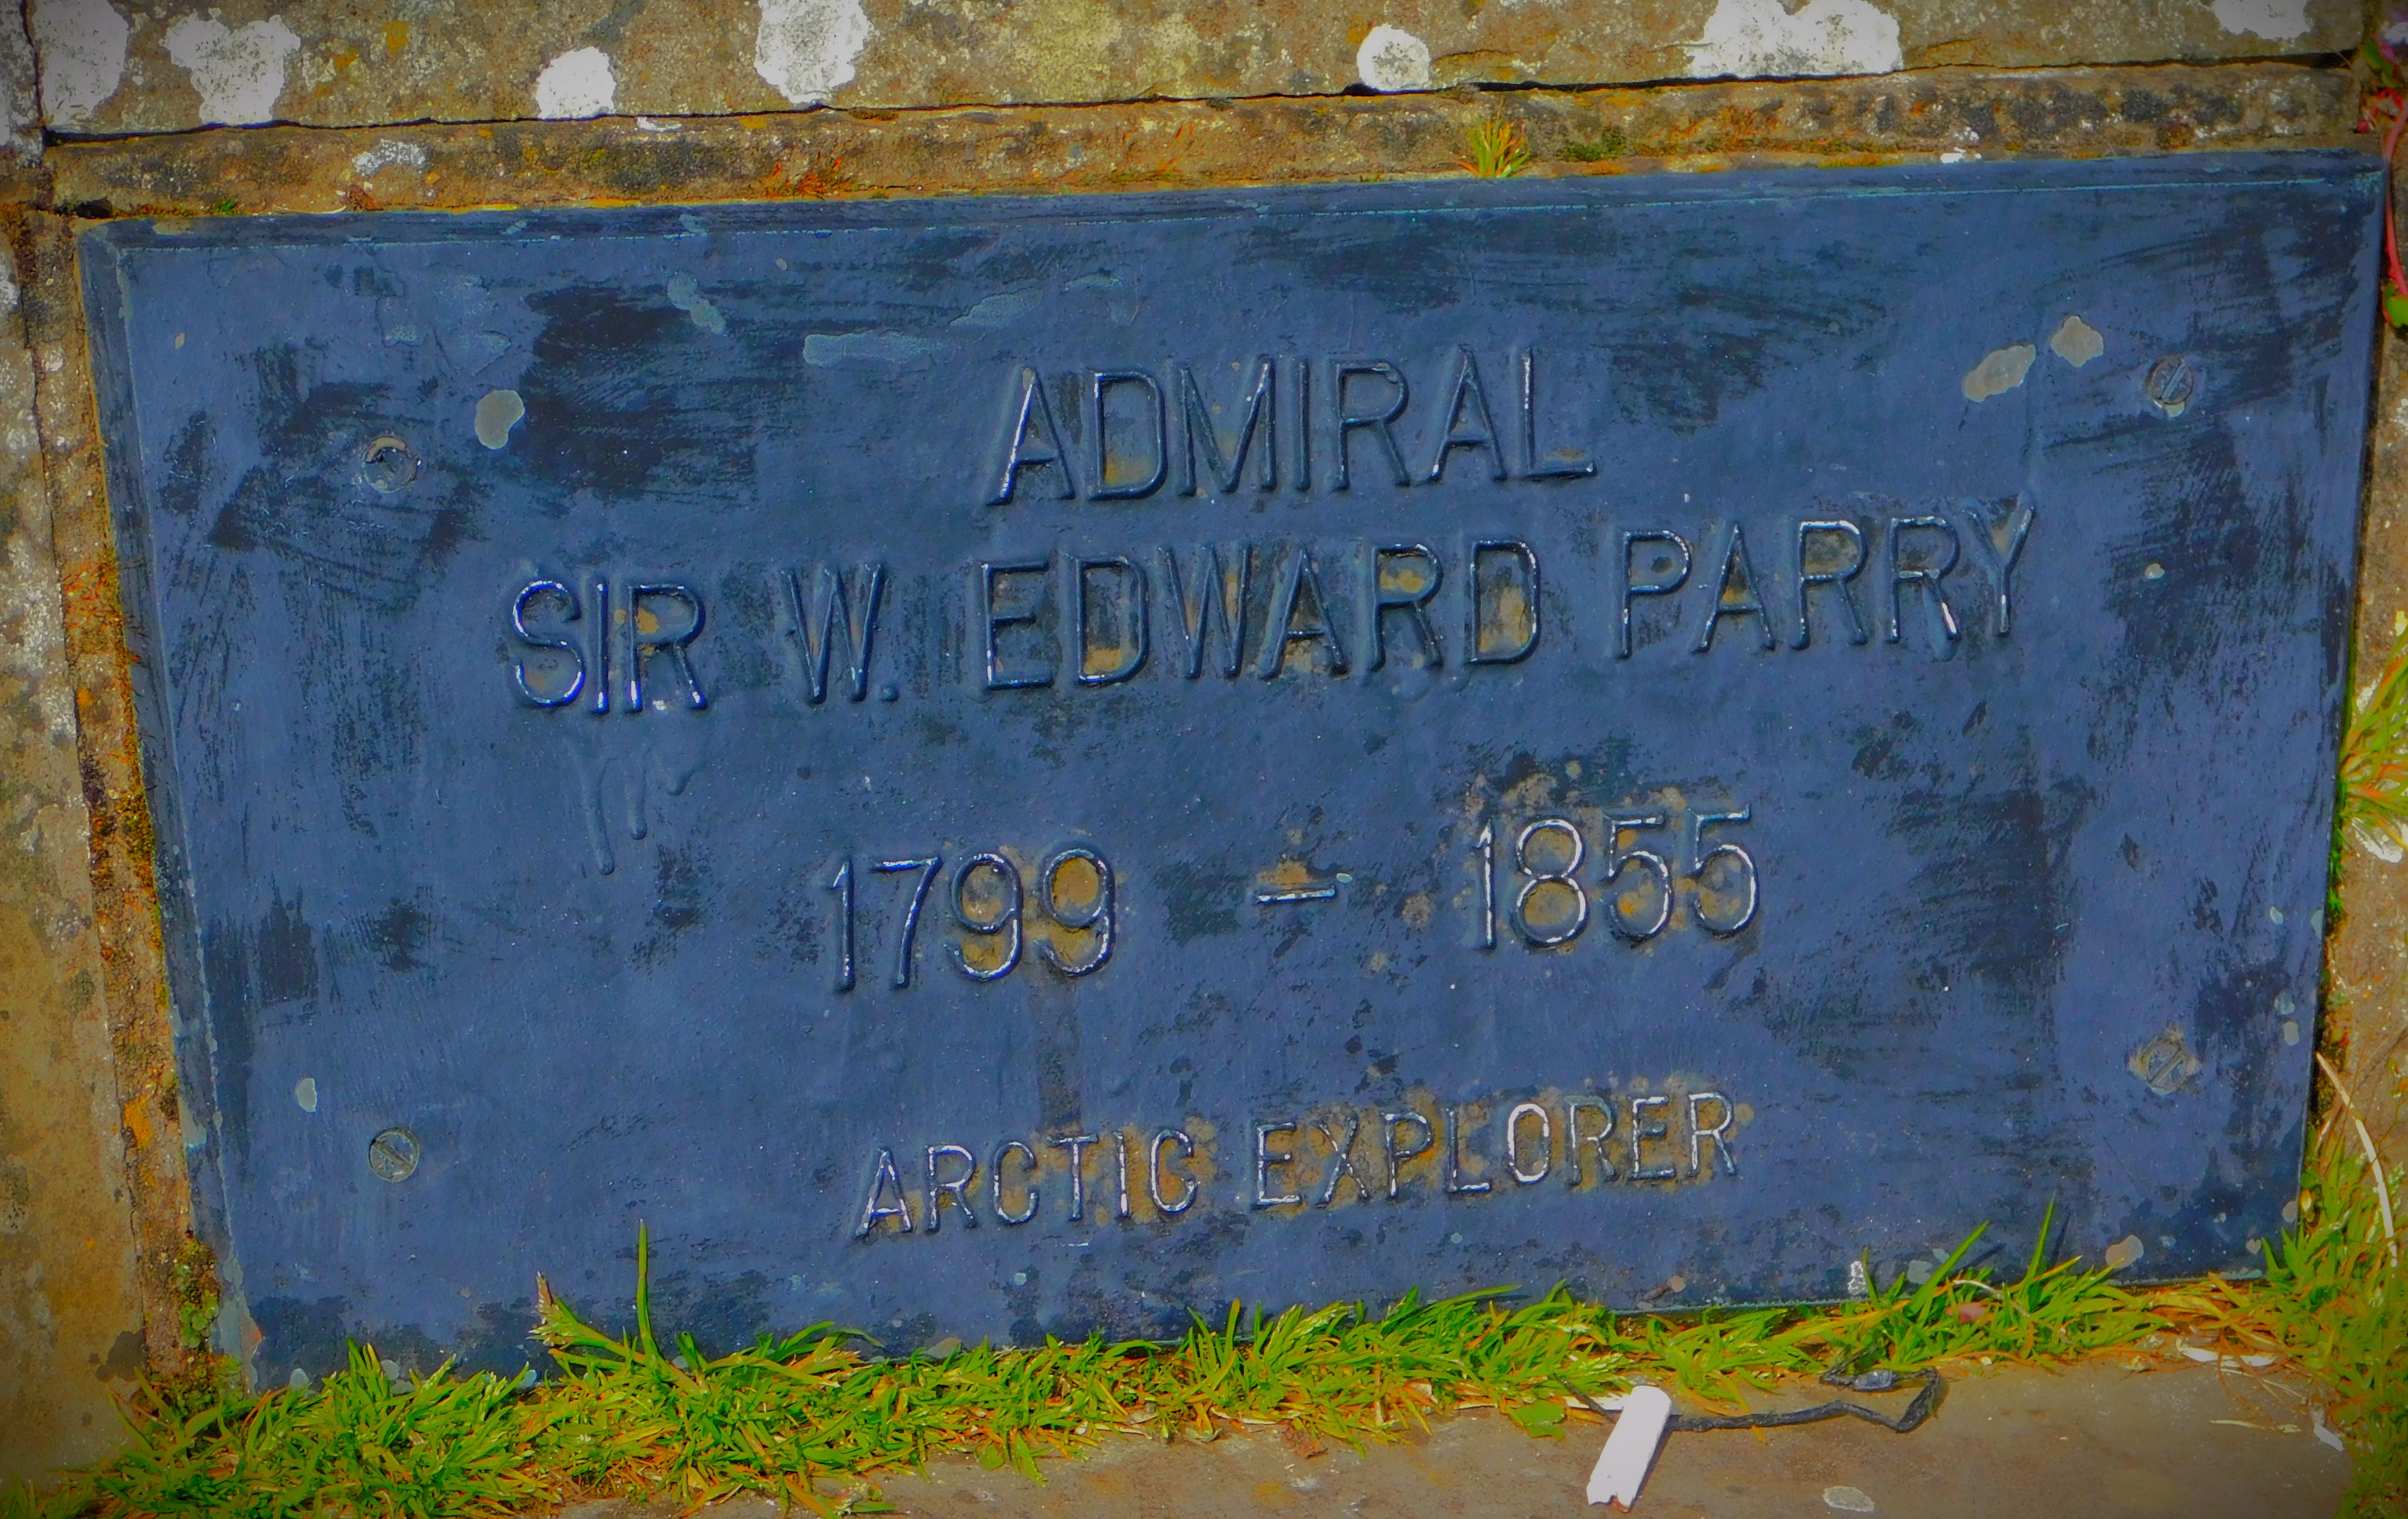 ADMIRAL
SIR W. EDWARD PARRY
1799 - 1855
ARCTIC EXPLORER